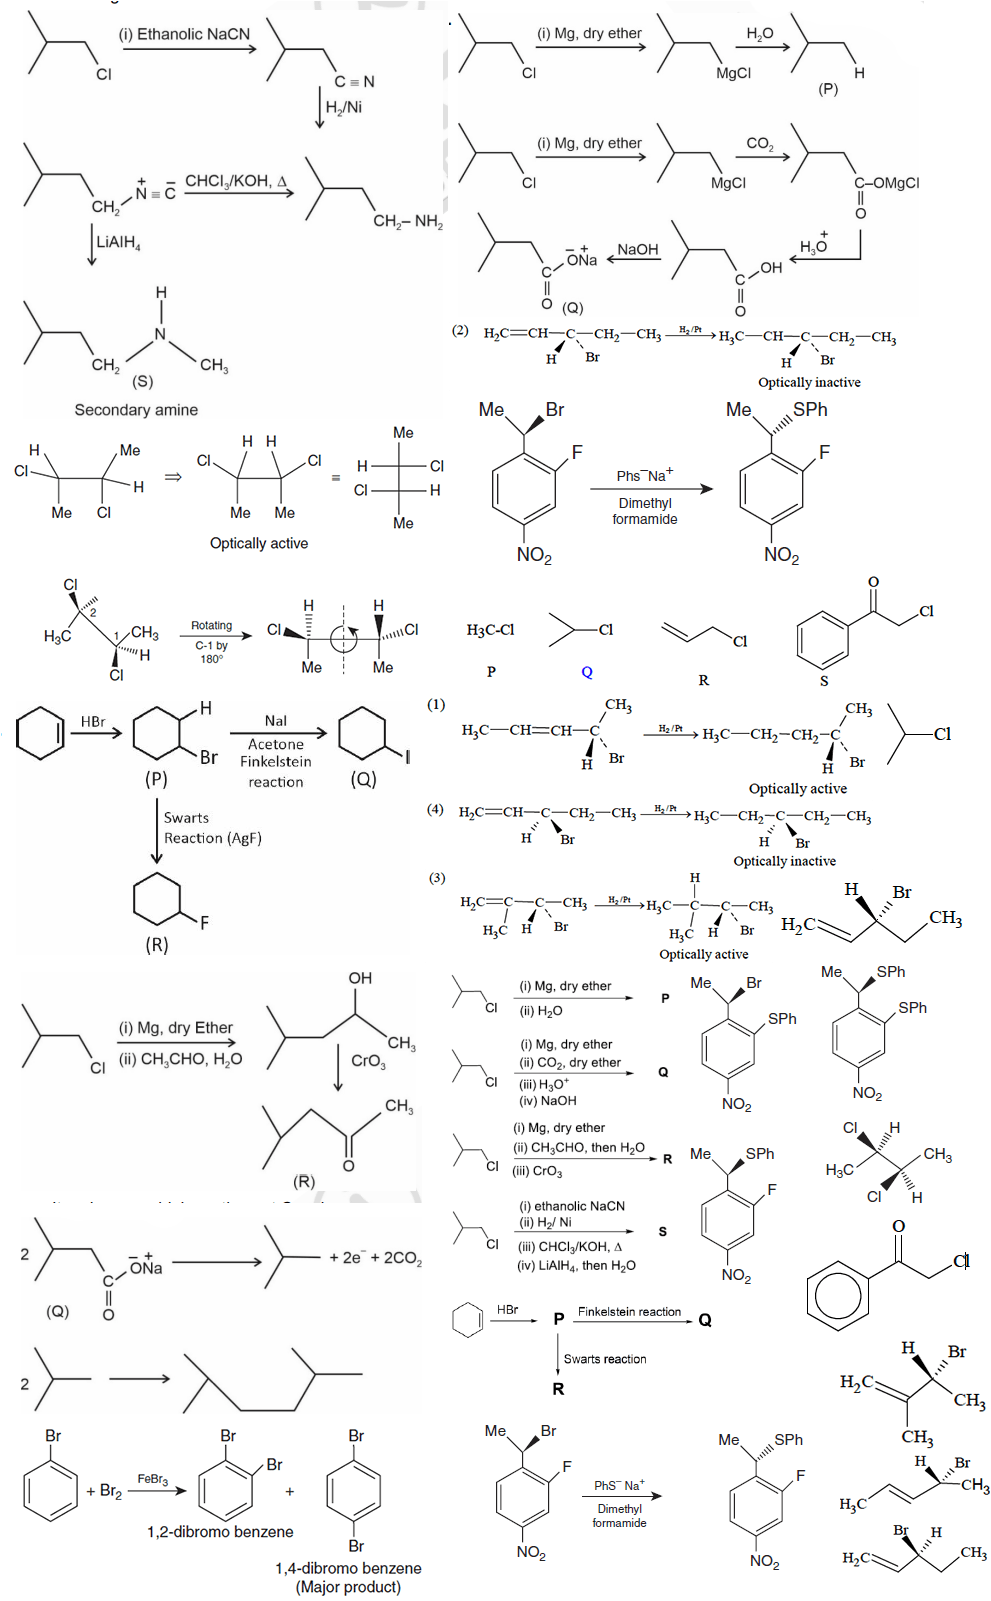 (i) Ethanolic NaCN
Cl
C ≡ N
H₂/Ni
CH₂
N ≡ C
+ −
CHCl₃/KOH, Δ
CH₂– NH₂
LiAlH₄
H
N
CH₂
CH₃
(S)
Secondary amine
(i) Mg, dry ether
H₂O
Cl
MgCl
H
(P)
(i) Mg, dry ether
CO₂
Cl
MgCl
C–OMgCl
O
H₃O⁺
C
OH
O
NaOH
− +
ONa
C
O
(Q)
(2) H₂C=CH–C–CH₂–CH₃ H₂/Pt H₃C–CH–C–CH₂–CH₃
H Br H Br
Optically inactive
H Me
Cl H
Me Cl
⇒
H H
Cl Cl
Me Me
≡
Me
H Cl
Cl H
Me
Optically active
Me Br
F
NO₂
Phs⁻Na⁺
Dimethyl
formamide
Me SPh
F
NO₂
Cl
2
H₃C
1 CH₃
H
Cl
Rotating
C-1 by
180°
H H
Cl Cl
Me Me
H3C-Cl
P
Cl
Q
Cl
R
O
Cl
S
HBr
H
Br
(P)
NaI
Acetone
Finkelstein
reaction
I
(Q)
Swarts
Reaction (AgF)
F
(R)
(1) CH₃ CH₃
H₃C–CH=CH–C H₂/Pt H₃C–CH₂–CH₂–C
H Br H Br
Optically active
Cl
(4) H₂C=CH–C–CH₂–CH₃ H₂/Pt H₃C–CH₂–C–CH₂–CH₃
H Br H Br
Optically inactive
(3) H
H₂C=C–C–CH₃ H₂/Pt H₃C–C–C–CH₃
H₃C H Br H₃C H Br
Optically active
H Br
H₂C CH₃
Cl
(i) Mg, dry Ether
(ii) CH₃CHO, H₂O
OH
CH₃
CrO₃
CH₃
O
(R)
Cl
(i) Mg, dry ether
(ii) H₂O
P
Cl
(i) Mg, dry ether
(ii) CO₂, dry ether
(iii) H₃O⁺
(iv) NaOH
Q
Cl
(i) Mg, dry ether
(ii) CH₃CHO, then H₂O
(iii) CrO₃
R
Cl
(i) ethanolic NaCN
(ii) H₂/ Ni
(iii) CHCl₃/KOH, Δ
(iv) LiAlH₄, then H₂O
S
Me Br
SPh
NO₂
Me SPh
SPh
NO₂
Me SPh
F
NO₂
Cl H
H₃C CH₃
Cl H
O
Cl
2
− +
ONa
C
O
(Q)
+ 2e⁻ + 2CO₂
2
HBr
P
Finkelstein reaction
Q
Swarts reaction
R
H Br
H₂C CH₃
CH₃
Br
+ Br₂
FeBr₃
Br
Br
1,2-dibromo benzene
+
Br
Br
1,4-dibromo benzene
(Major product)
Me Br
F
NO₂
PhS⁻ Na⁺
Dimethyl
formamide
Me SPh
F
NO₂
H Br
CH₃
H₃C
Br H
H₂C CH₃